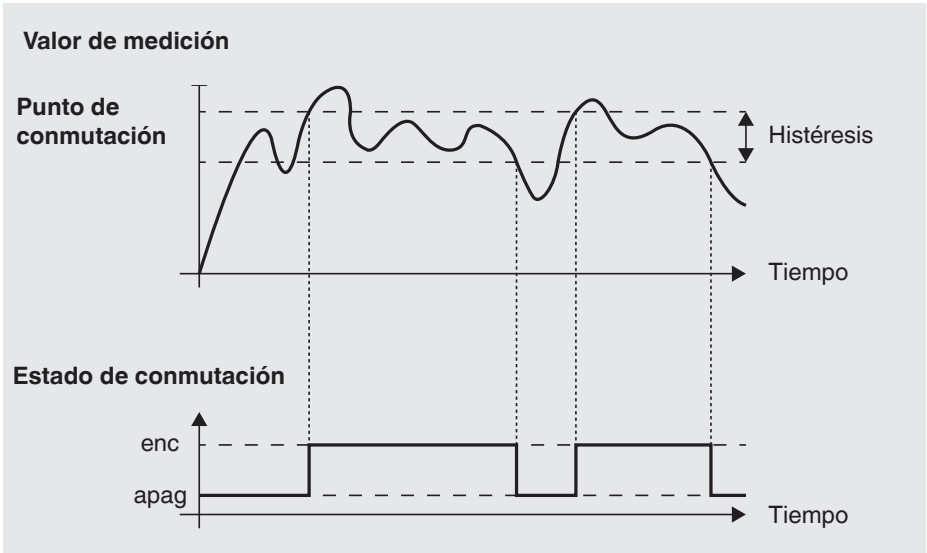 Valor de medición
Punto de
conmutación
Histéresis
Tiempo
Estado de conmutación
enc
apag
Tiempo